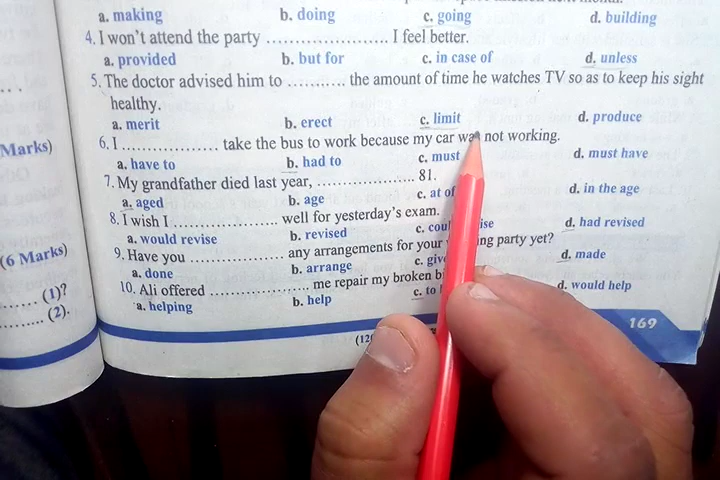 a. making b. doing c. going d. building
4. I won't attend the party .................... I feel better.
a. provided b. but for c. in case of d. unless
5. The doctor advised him to ........... the amount of time he watches TV so as to keep his sight
healthy.
a. merit b. erect c. limit d. produce
Marks)
6. I .................. take the bus to work because my car was not working.
a. have to b. had to c. must d. must have
7. My grandfather died last year, .................. 81.
a. aged b. age c. at of d. in the age
8. I wish I .................... well for yesterday's exam.
a. would revise b. revised d. had revised
(6 Marks)
9. Have you .................. any arrangements for your party yet?
a. done b. arrange d. made
10. Ali offered .................... me repair my broken
a. helping b. help c. to d. would help
...... (1)?
......... (2).
169